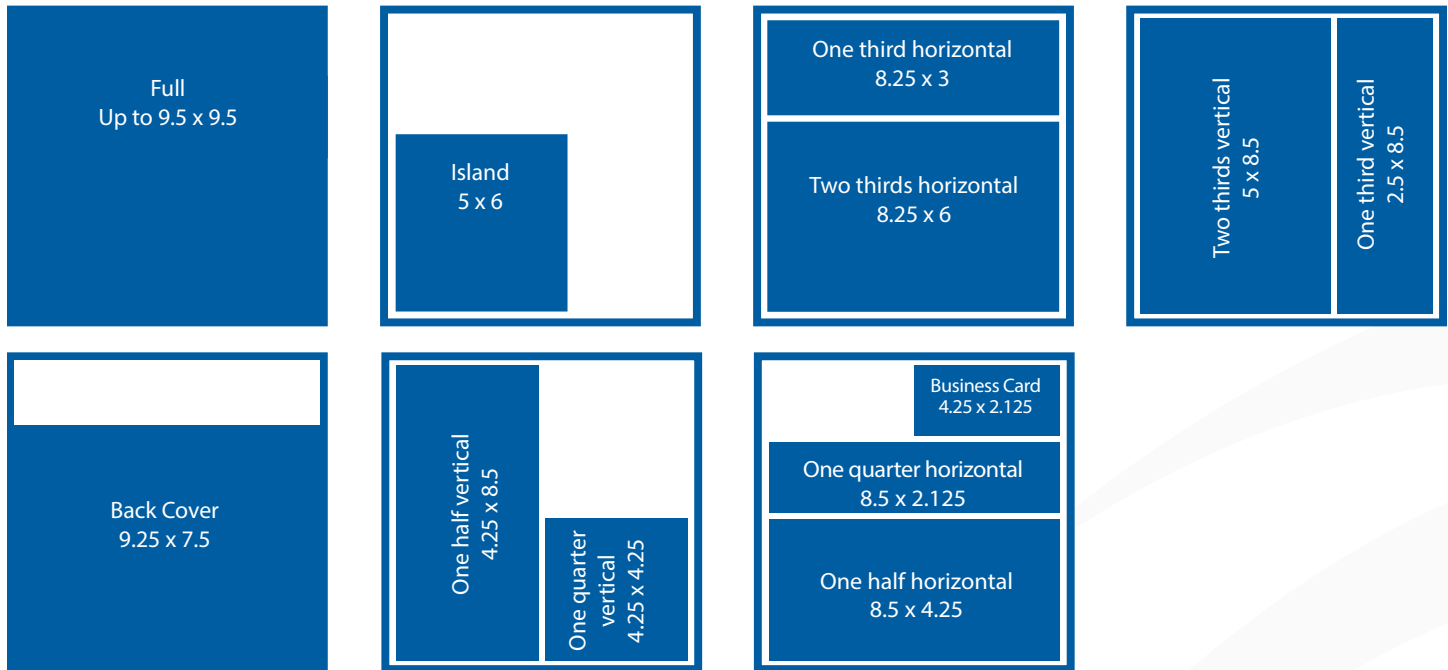 Full
Up to 9.5 x 9.5
Island
5 x 6
One third horizontal
8.25 x 3
Two thirds horizontal
8.25 x 6
Two thirds vertical
5 x 8.5
One third vertical
2.5 x 8.5
Back Cover
9.25 x 7.5
One half vertical
4.25 x 8.5
One quarter
vertical
4.25 x 4.25
Business Card
4.25 x 2.125
One quarter horizontal
8.5 x 2.125
One half horizontal
8.5 x 4.25